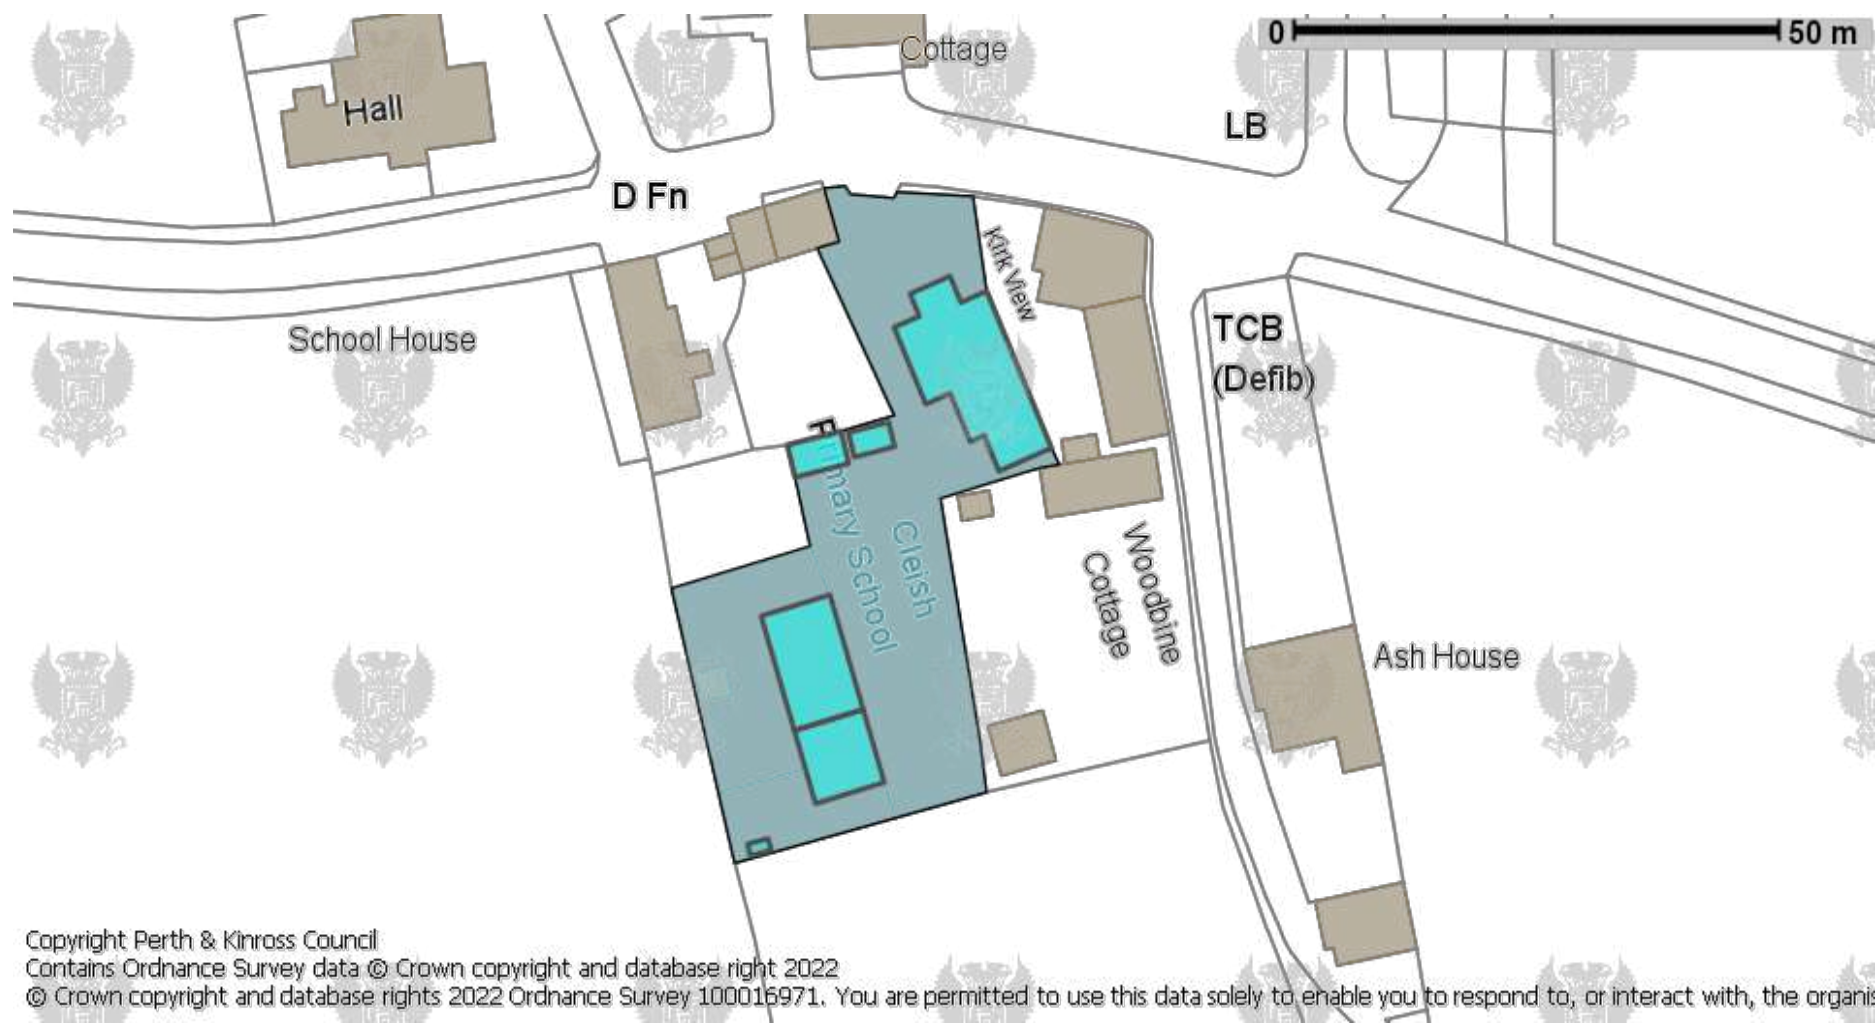 0 50 m
Cottage
Hall
LB
D Fn
Kirk View
School House
TCB
(Defib)
Primary School
Cleish
Woodbine
Cottage
Ash House
Copyright Perth & Kinross Council
Contains Ordnance Survey data © Crown copyright and database right 2022
© Crown copyright and database rights 2022 Ordnance Survey 100016971. You are permitted to use this data solely to enable you to respond to, or interact with, the organis